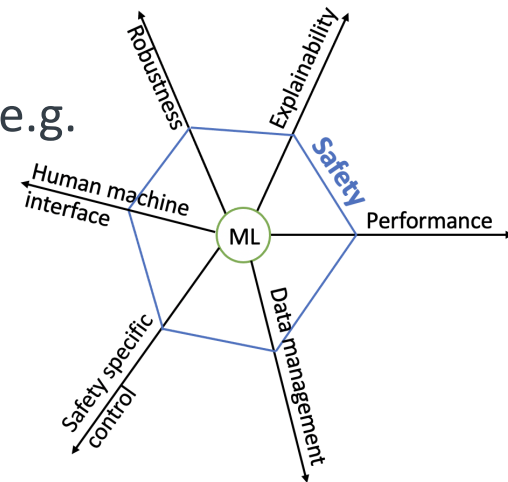 e.g.
Robustness
Explainability
Safety
Human machine
interface
ML
Performance
Data management
Safety specific
control